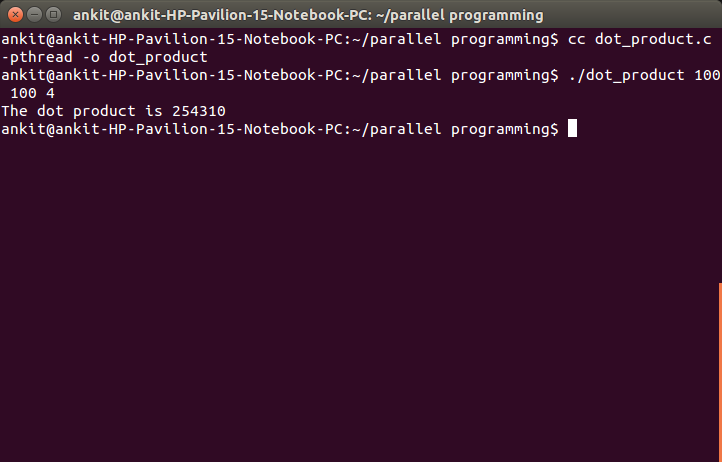 ankit@ankit-HP-Pavilion-15-Notebook-PC: ~/parallel programming
ankit@ankit-HP-Pavilion-15-Notebook-PC:~/parallel programming$ cc dot_product.c
-pthread -o dot_product
ankit@ankit-HP-Pavilion-15-Notebook-PC:~/parallel programming$ ./dot_product 100
 100 4
The dot product is 254310
ankit@ankit-HP-Pavilion-15-Notebook-PC:~/parallel programming$